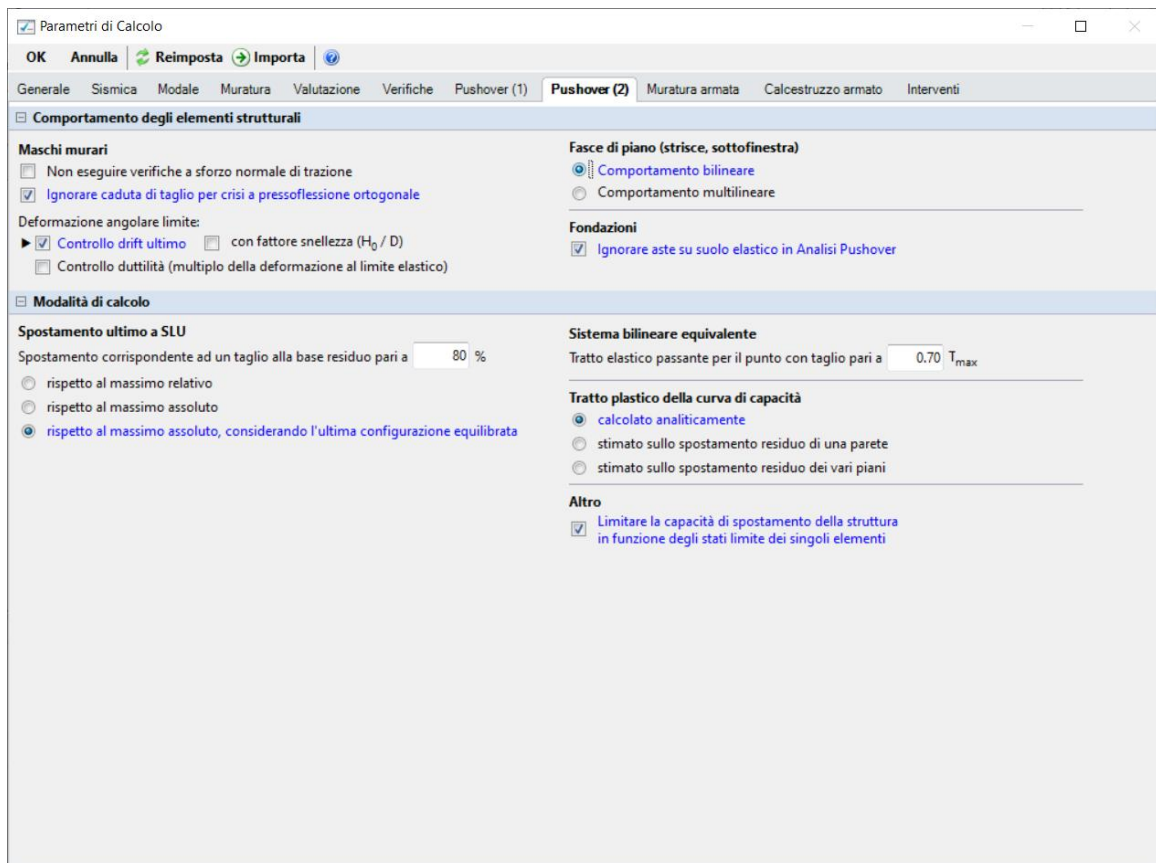 Parametri di Calcolo
OK Annulla Reimposta Importa
Generale Sismica Modale Muratura Valutazione Verifiche Pushover (1) Pushover (2) Muratura armata Calcestruzzo armato Interventi
Comportamento degli elementi strutturali
Maschi murari
Non eseguire verifiche a sforzo normale di trazione
Ignorare caduta di taglio per crisi a pressoflessione ortogonale
Deformazione angolare limite:
Controllo drift ultimo con fattore snellezza (H0 / D)
Controllo duttilità (multiplo della deformazione al limite elastico)
Fasce di piano (strisce, sottofinestra)
Comportamento bilineare
Comportamento multilineare
Fondazioni
Ignorare aste su suolo elastico in Analisi Pushover
Modalità di calcolo
Spostamento ultimo a SLU
Spostamento corrispondente ad un taglio alla base residuo pari a 80 %
rispetto al massimo relativo
rispetto al massimo assoluto
rispetto al massimo assoluto, considerando l'ultima configurazione equilibrata
Sistema bilineare equivalente
Tratto elastico passante per il punto con taglio pari a 0.70 Tmax
Tratto plastico della curva di capacità
calcolato analiticamente
stimato sullo spostamento residuo di una parete
stimato sullo spostamento residuo dei vari piani
Altro
Limitare la capacità di spostamento della struttura
in funzione degli stati limite dei singoli elementi